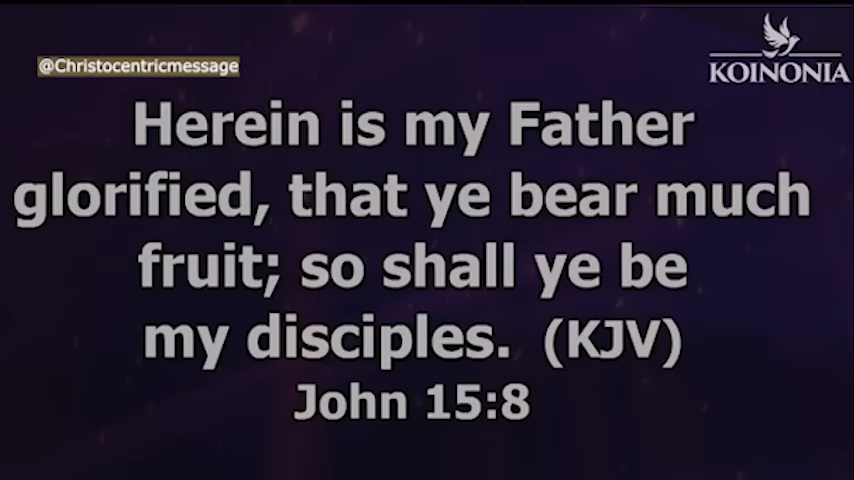 @Christocentricmessage
KOINONIA
Herein is my Father
glorified, that ye bear much
fruit; so shall ye be
my disciples. (KJV)
John 15:8